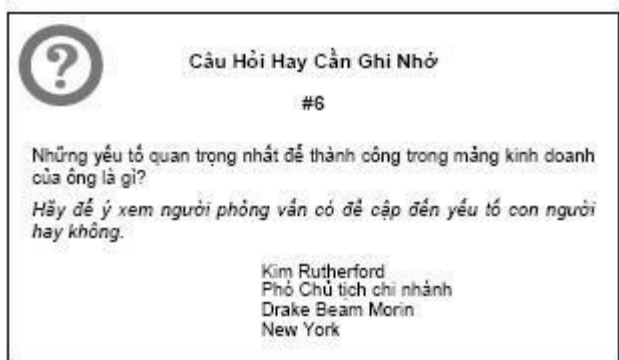 ?
Câu Hỏi Hay Cần Ghi Nhớ
#6
Những yếu tố quan trọng nhất để thành công trong mảng kinh doanh
của ông là gì?
Hãy để ý xem người phỏng vấn có đề cập đến yếu tố con người
hay không.
Kim Rutherford
Phó Chủ tịch chi nhánh
Drake Beam Morin
New York